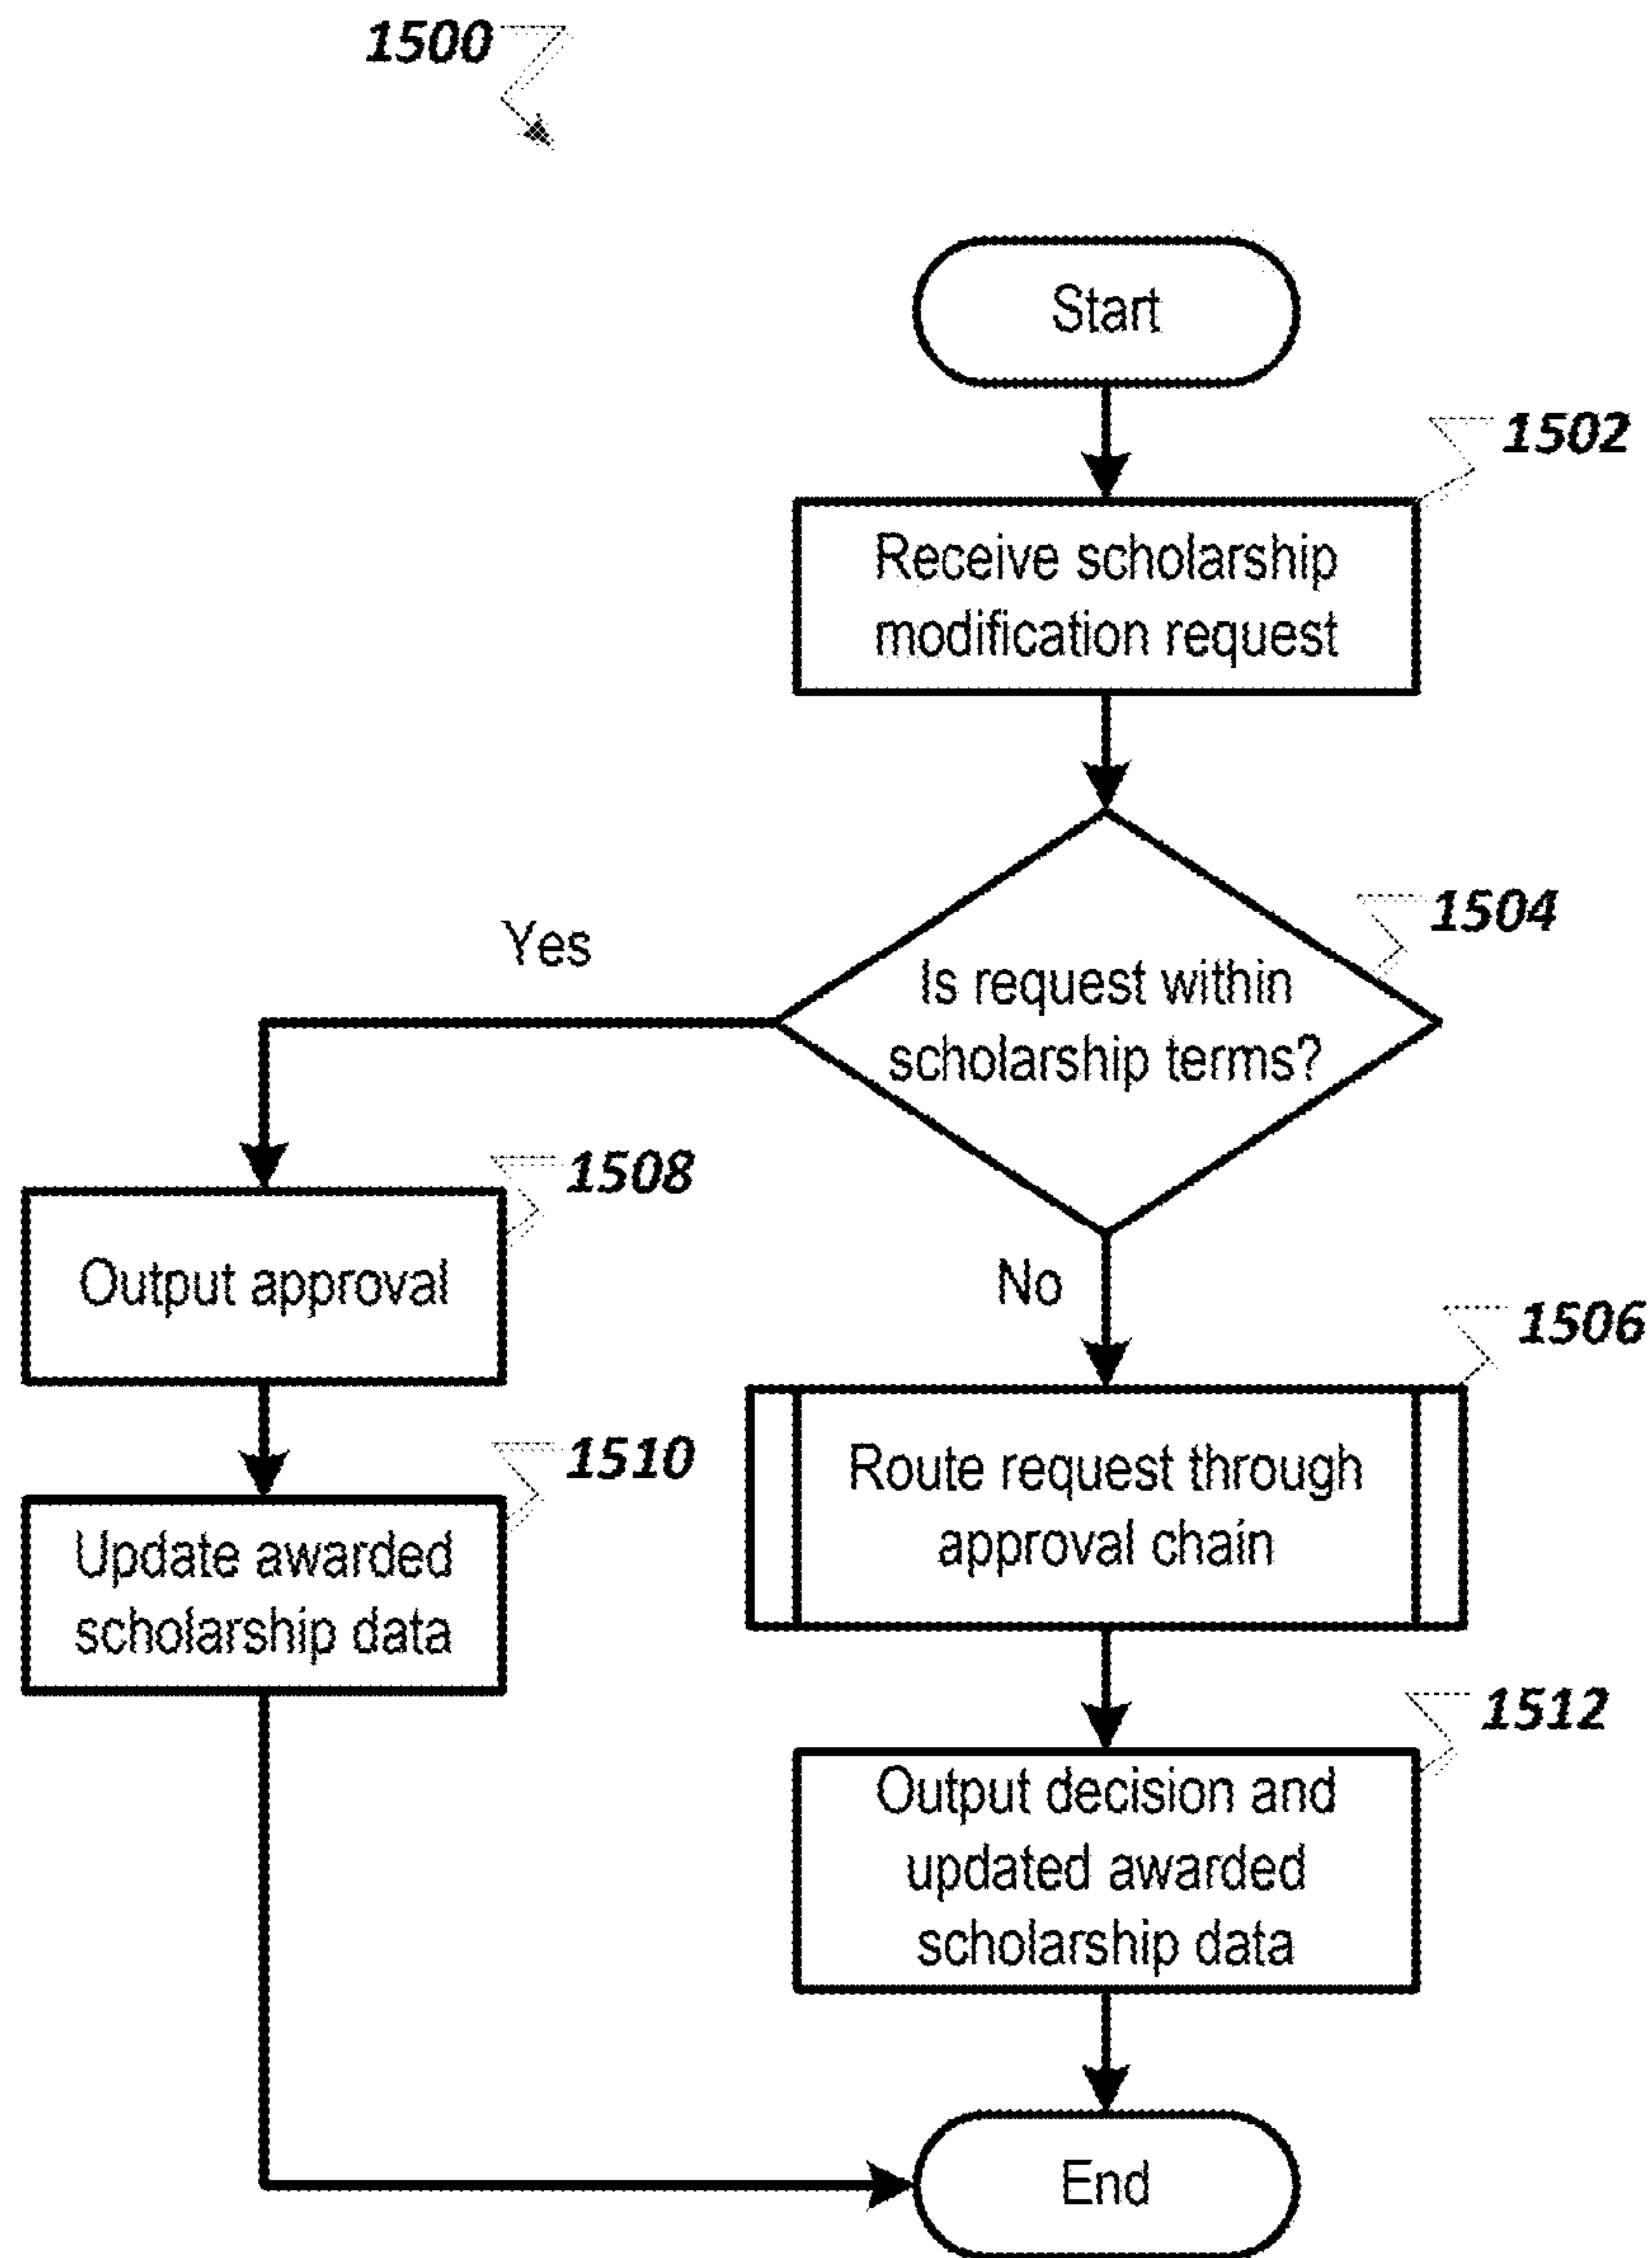 1500
Start
1502
Receive scholarship
modification request
1504
Yes
Is request within
scholarship terms?
1508
Output approval
No
1506
1510
Route request through
approval chain
Update awarded
scholarship data
1512
Output decision and
updated awarded
scholarship data
End